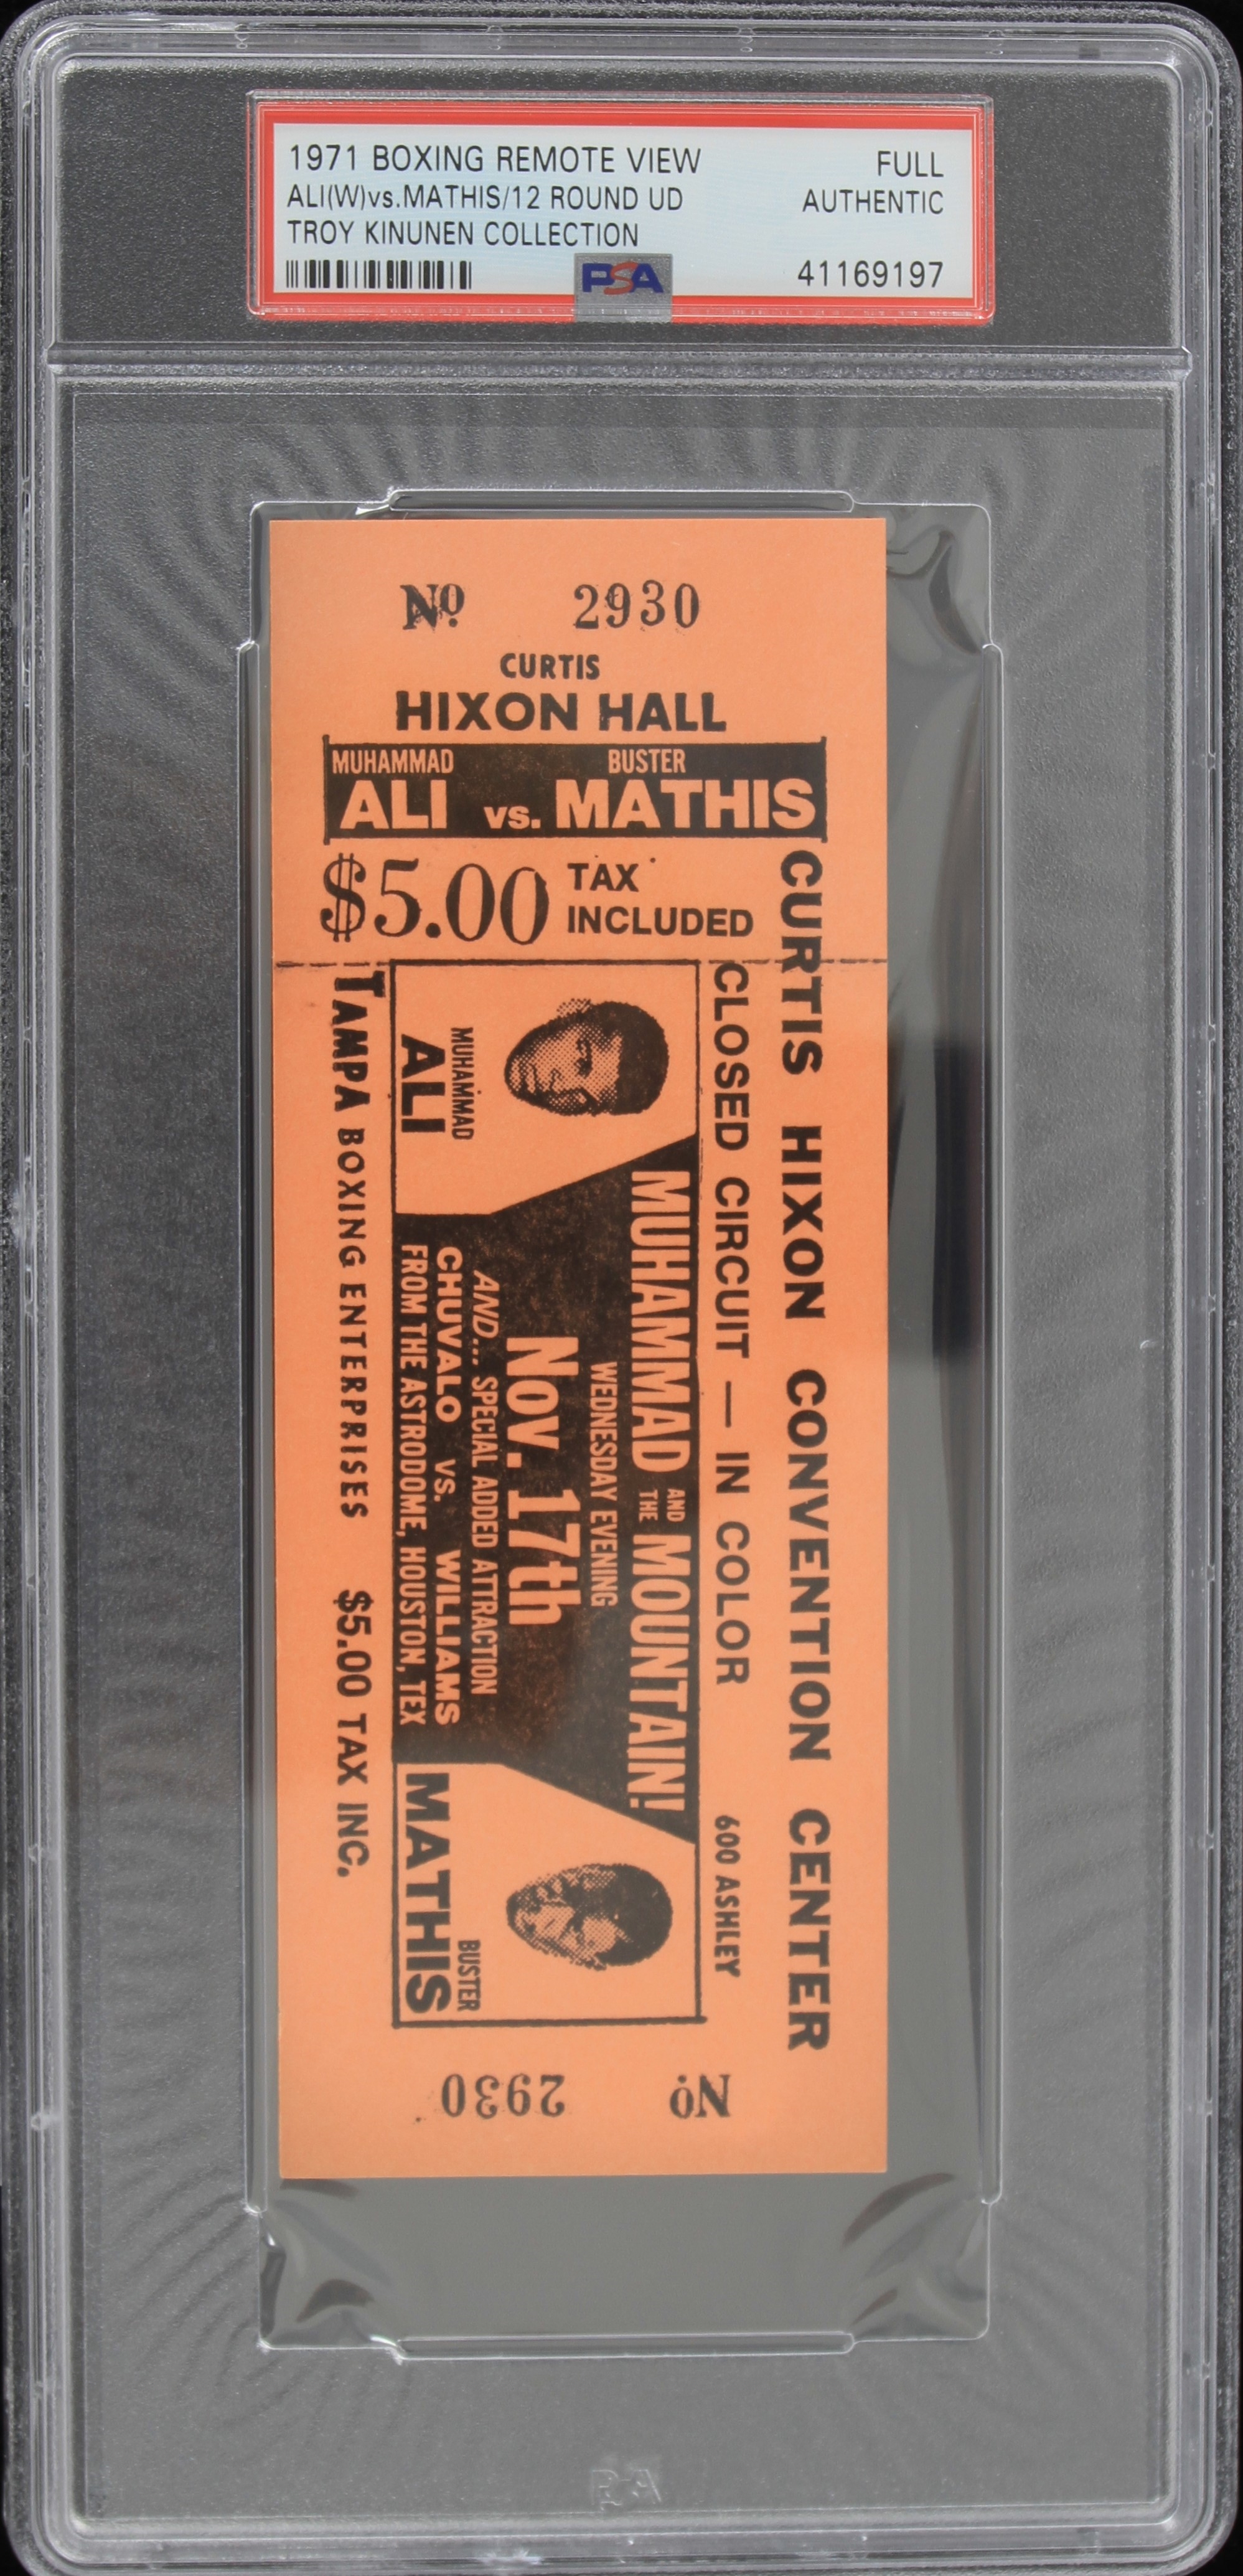 1971 BOXING REMOTE VIEW FULL
ALI(W)vs.MATHIS/12 ROUND UD AUTHENTIC
TROY KINUNEN COLLECTION
PSA 41169197
Nº 2930
CURTIS
HIXON HALL
MUHAMMAD BUSTER
ALI vs. MATHIS
$5.00 TAX INCLUDED
CURTIS HIXON CONVENTION CENTER
CLOSED CIRCUIT — IN COLOR 600 ASHLEY
MUHAMMAD AND THE MOUNTAIN!
WEDNESDAY EVENING
NOV. 17th
AND... SPECIAL ADDED ATTRACTION
CHUVALO VS. WILLIAMS
FROM THE ASTRODOME, HOUSTON, TEX
MUHAMMAD
ALI
BUSTER
MATHIS
TAMPA BOXING ENTERPRISES $5.00 TAX INC.
Nº 2930
PSA